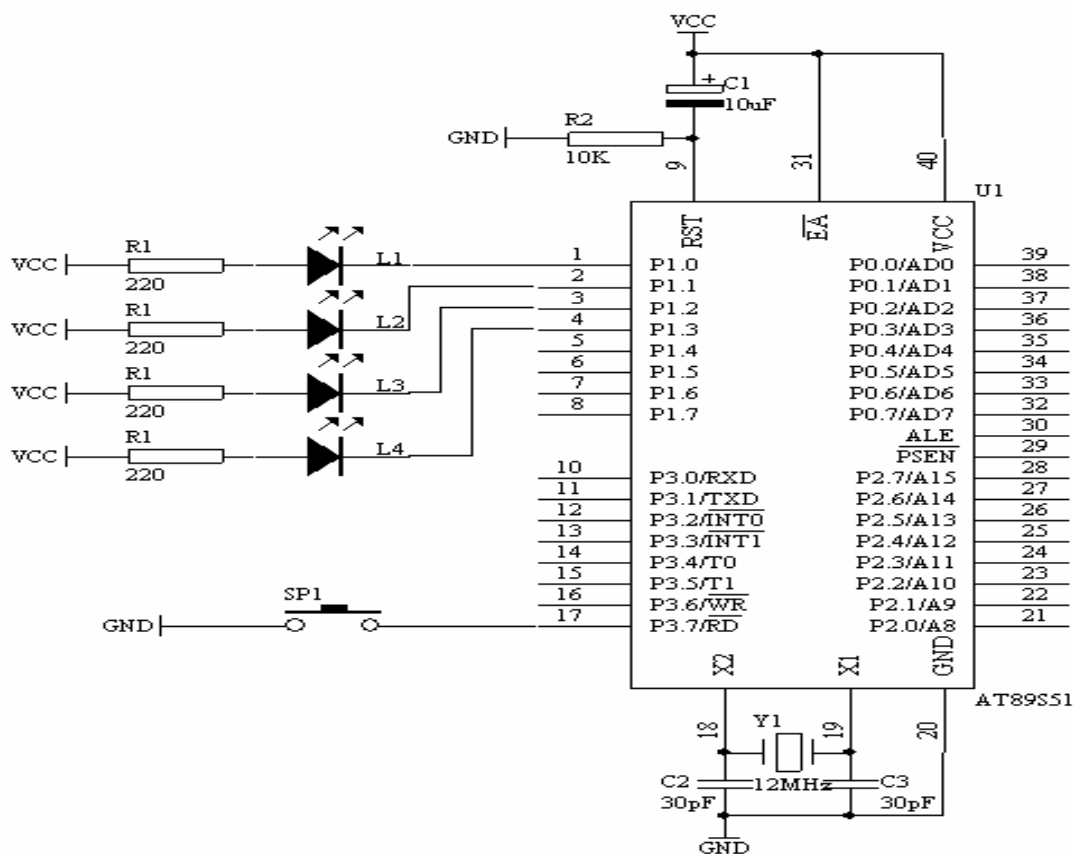 VCC
+
C1
10uF
R2
GND
10K
9
31
40
U1
RST
EA
VCC
R1
VCC
220
L1
1
P1.0
P0.0/AD0
39
2
P1.1
P0.1/AD1
38
R1
VCC
220
L2
3
P1.2
P0.2/AD2
37
4
P1.3
P0.3/AD3
36
5
P1.4
P0.4/AD4
35
R1
VCC
220
L3
6
P1.5
P0.5/AD5
34
7
P1.6
P0.6/AD6
33
8
P1.7
P0.7/AD7
32
R1
VCC
220
L4
ALE
30
PSEN
29
10
P3.0/RXD
P2.7/A15
28
11
P3.1/TXD
P2.6/A14
27
12
P3.2/INT0
P2.5/A13
26
13
P3.3/INT1
P2.4/A12
25
14
P3.4/T0
P2.3/A11
24
15
P3.5/T1
P2.2/A10
23
SP1
16
P3.6/WR
P2.1/A9
22
GND
17
P3.7/RD
P2.0/A8
21
X2
X1
GND
AT89S51
18
Y1
19
20
C2
30pF
12MHz
C3
30pF
GND